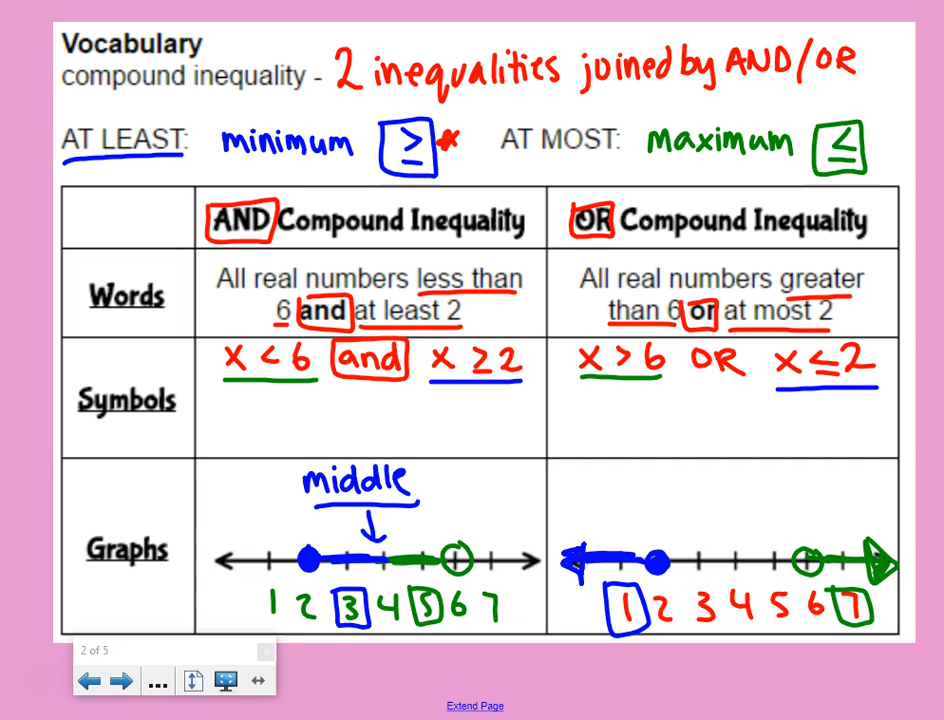 Vocabulary
compound inequality - 2 inequalities joined by AND/OR
AT LEAST: minimum ≥* AT MOST: maximum ≤
AND Compound Inequality OR Compound Inequality
Words
All real numbers less than
6 and at least 2
All real numbers greater
than 6 or at most 2
Symbols
x < 6 and x ≥ 2
x > 6 OR x ≤ 2
Graphs
middle
1 2 3 4 5 6 7
1 2 3 4 5 6 7
2 of 5
...
Extend Page